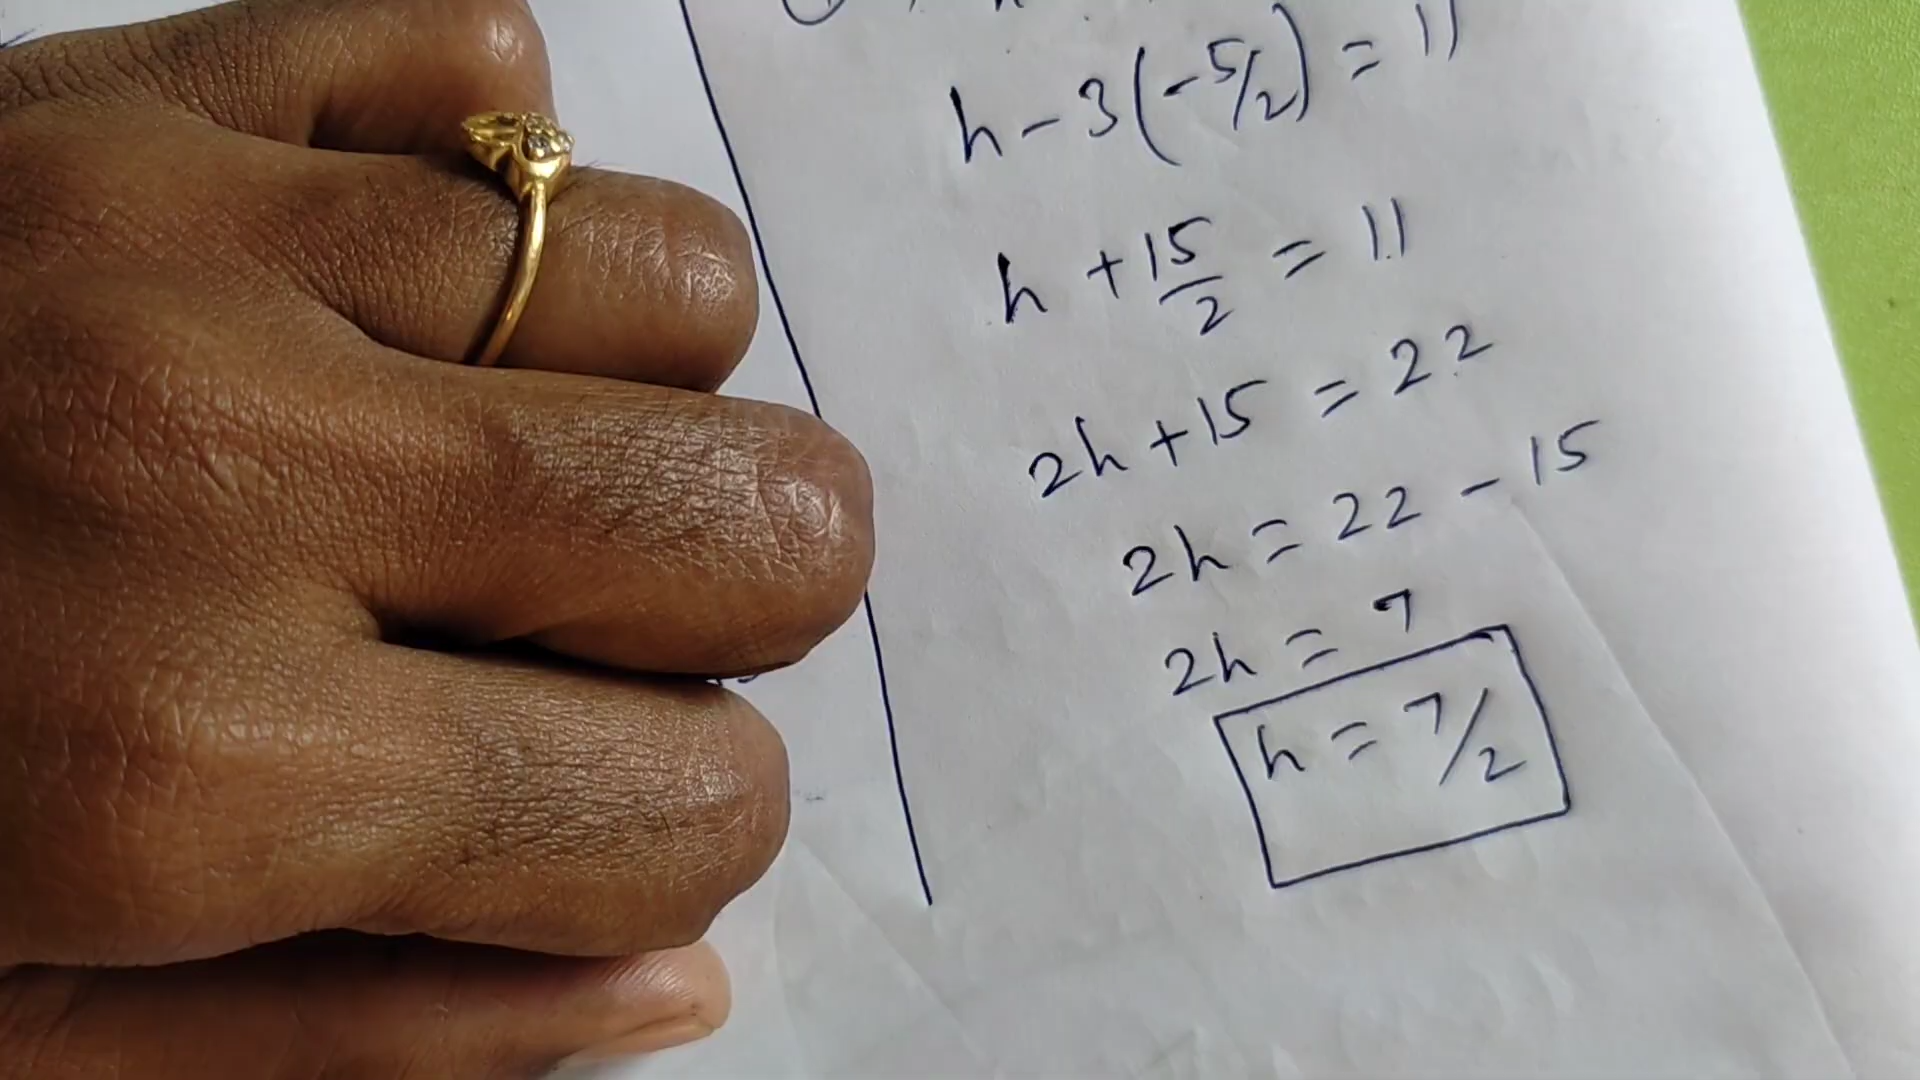 h - 3(-5/2) = 11
h + 15/2 = 11
2h + 15 = 22
2h = 22 - 15
2h = 7
h = 7/2